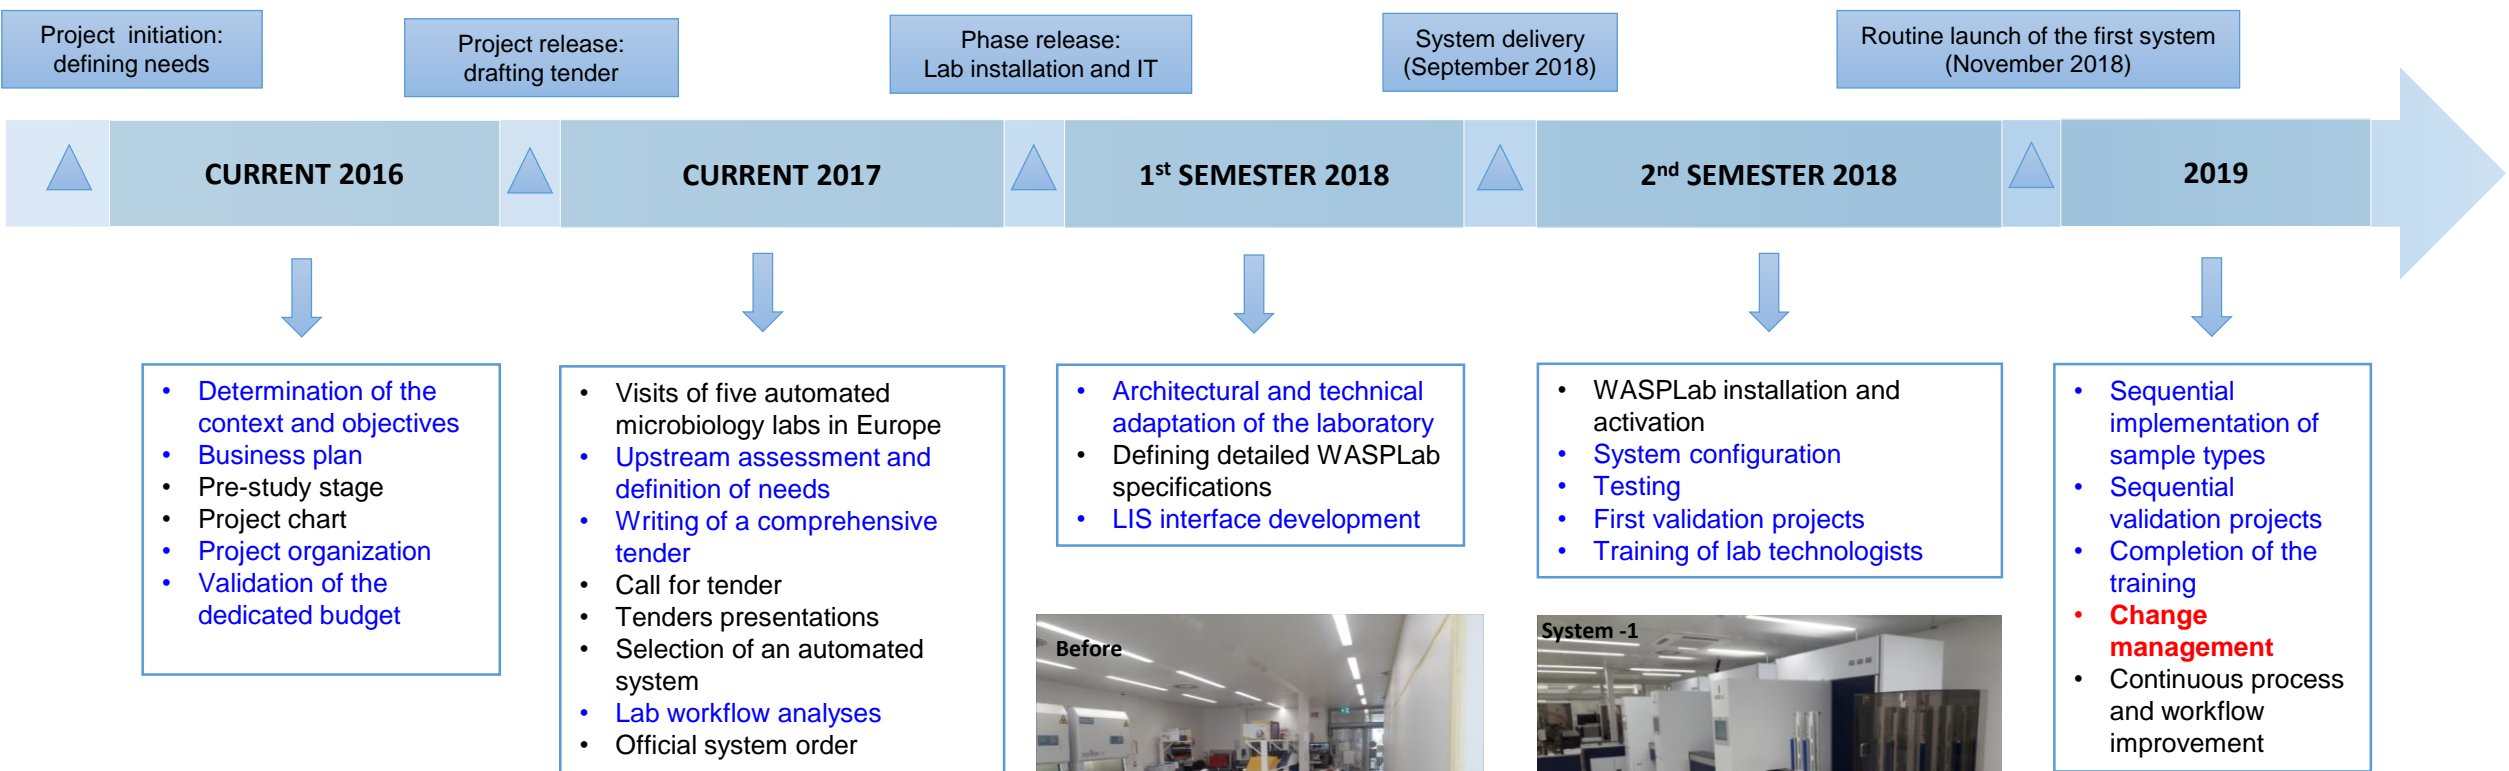 Project initiation:
defining needs
Project release:
drafting tender
Phase release:
Lab installation and IT
System delivery
(September 2018)
Routine launch of the first system
(November 2018)
CURRENT 2016
CURRENT 2017
1st SEMESTER 2018
2nd SEMESTER 2018
2019
• Determination of the
context and objectives
• Business plan
• Pre-study stage
• Project chart
• Project organization
• Validation of the
dedicated budget
• Visits of five automated
microbiology labs in Europe
• Upstream assessment and
definition of needs
• Writing of a comprehensive
tender
• Call for tender
• Tenders presentations
• Selection of an automated
system
• Lab workflow analyses
• Official system order
• Architectural and technical
adaptation of the laboratory
• Defining detailed WASPLab
specifications
• LIS interface development
Before
• WASPLab installation and
activation
• System configuration
• Testing
• First validation projects
• Training of lab technologists
System -1
• Sequential
implementation of
sample types
• Sequential
validation projects
• Completion of the
training
• Change
management
• Continuous process
and workflow
improvement